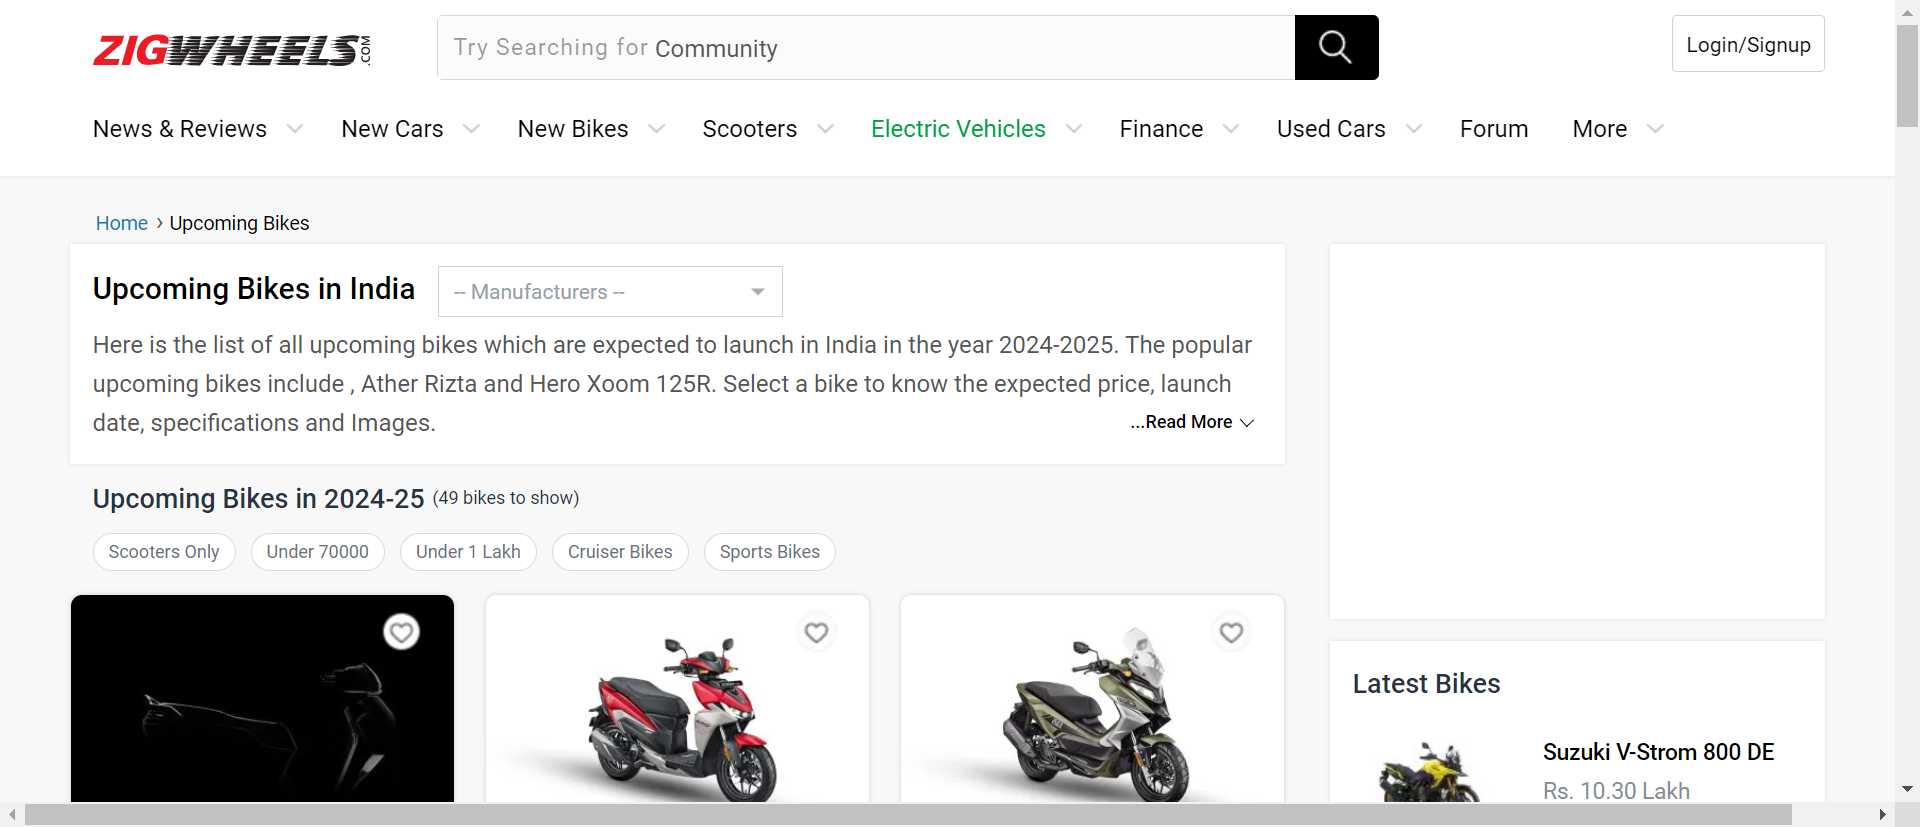 ZIGWHEELS.COM
Try Searching for Community
Login/Signup
News & Reviews
New Cars
New Bikes
Scooters
Electric Vehicles
Finance
Used Cars
Forum
More
Home › Upcoming Bikes
Upcoming Bikes in India
-- Manufacturers --
Here is the list of all upcoming bikes which are expected to launch in India in the year 2024-2025. The popular
upcoming bikes include , Ather Rizta and Hero Xoom 125R. Select a bike to know the expected price, launch
date, specifications and Images.
...Read More
Upcoming Bikes in 2024-25 (49 bikes to show)
Scooters Only
Under 70000
Under 1 Lakh
Cruiser Bikes
Sports Bikes
Latest Bikes
Suzuki V-Strom 800 DE
Rs. 10.30 Lakh